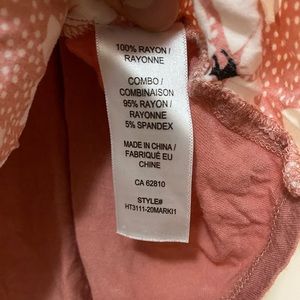 100% RAYON /
RAYONNE
COMBO /
COMBINAISON
95% RAYON /
RAYONNE
5% SPANDEX
MADE IN CHINA /
FABRIQUÉ EU
CHINE
CA 62810
STYLE#
HT3111-20MARKI1